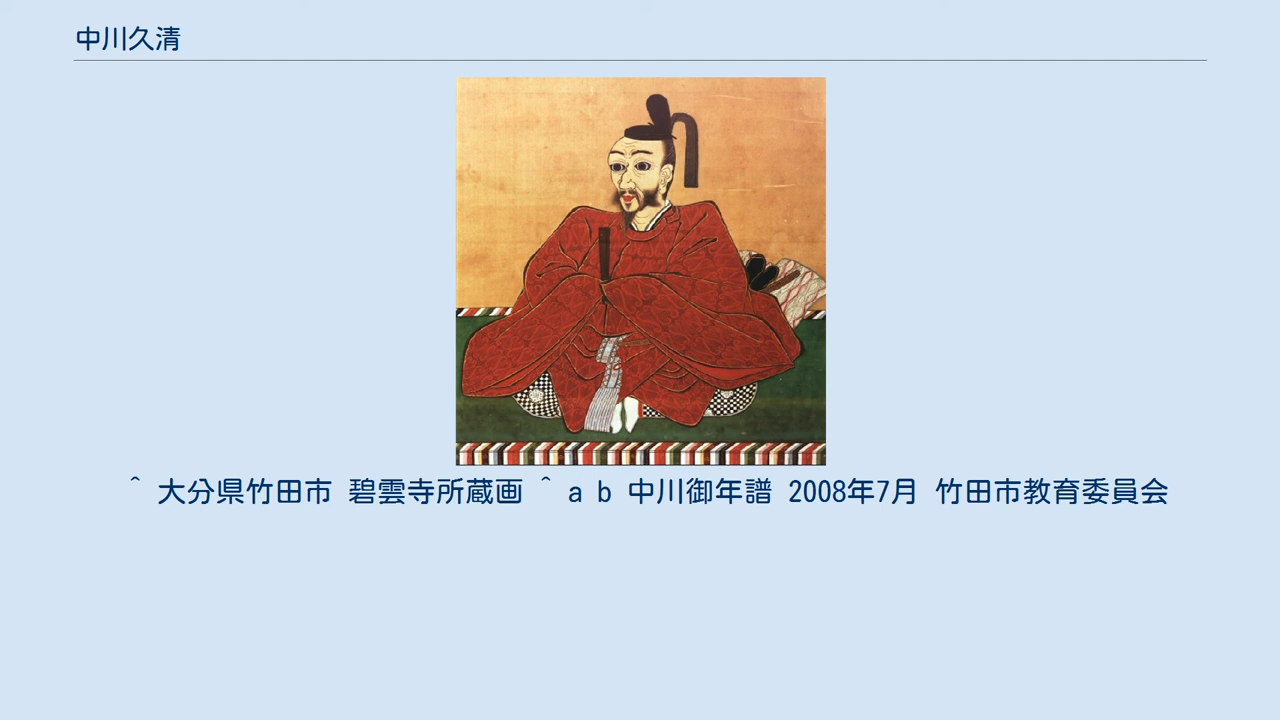 中川久清
^ 大分県竹田市 碧雲寺所蔵画 ^ a b 中川御年譜 2008年7月 竹田市教育委員会